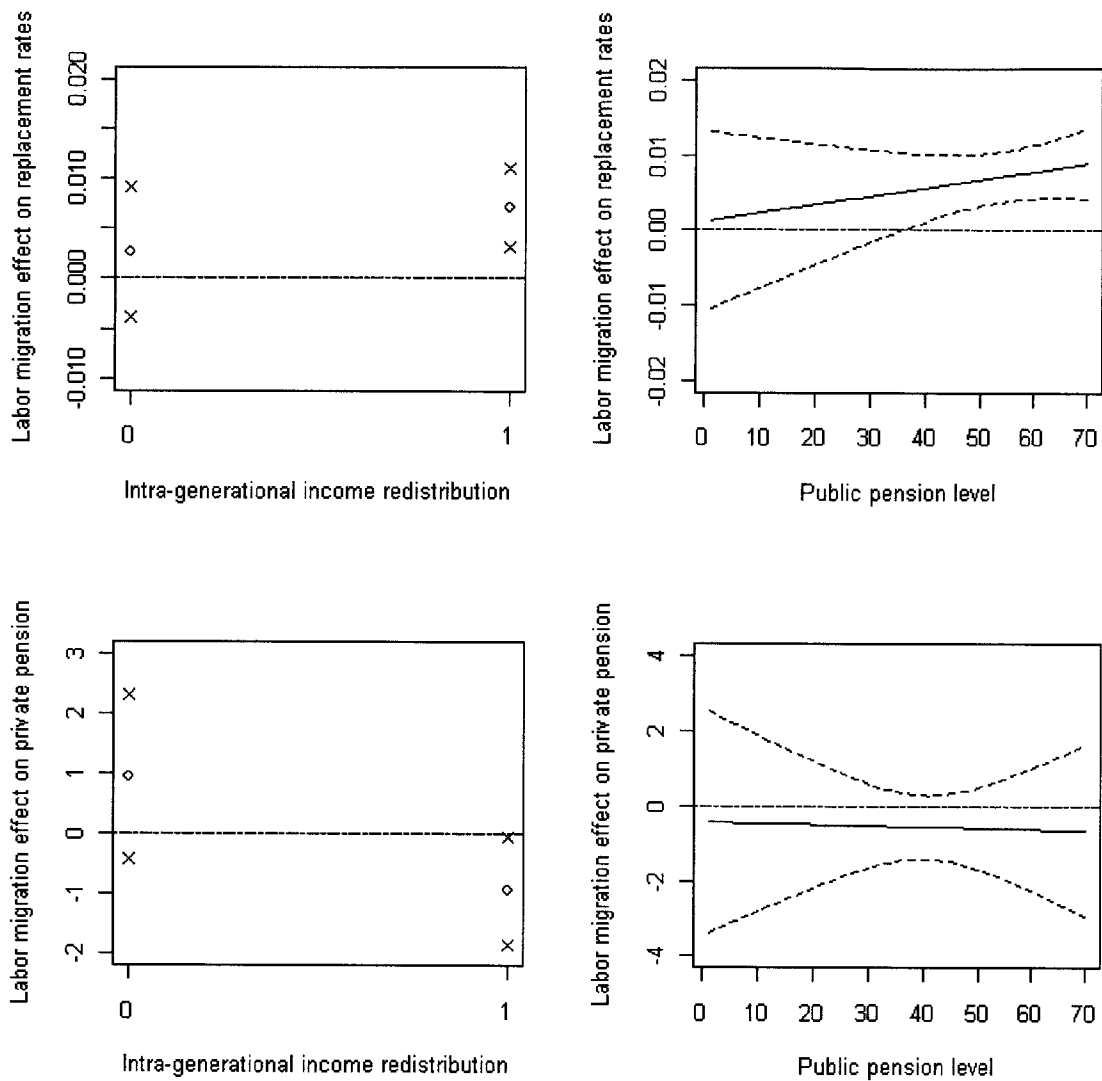 Labor migration effect on replacement rates
0.020
0.010
0.000
-0.010
0
1
Intra-generational income redistribution
Labor migration effect on replacement rates
0.02
0.01
0.00
-0.01
-0.02
0 10 20 30 40 50 60 70
Public pension level
Labor migration effect on private pension
3
2
1
0
-1
-2
0
1
Intra-generational income redistribution
Labor migration effect on private pension
4
2
0
-2
-4
0 10 20 30 40 50 60 70
Public pension level